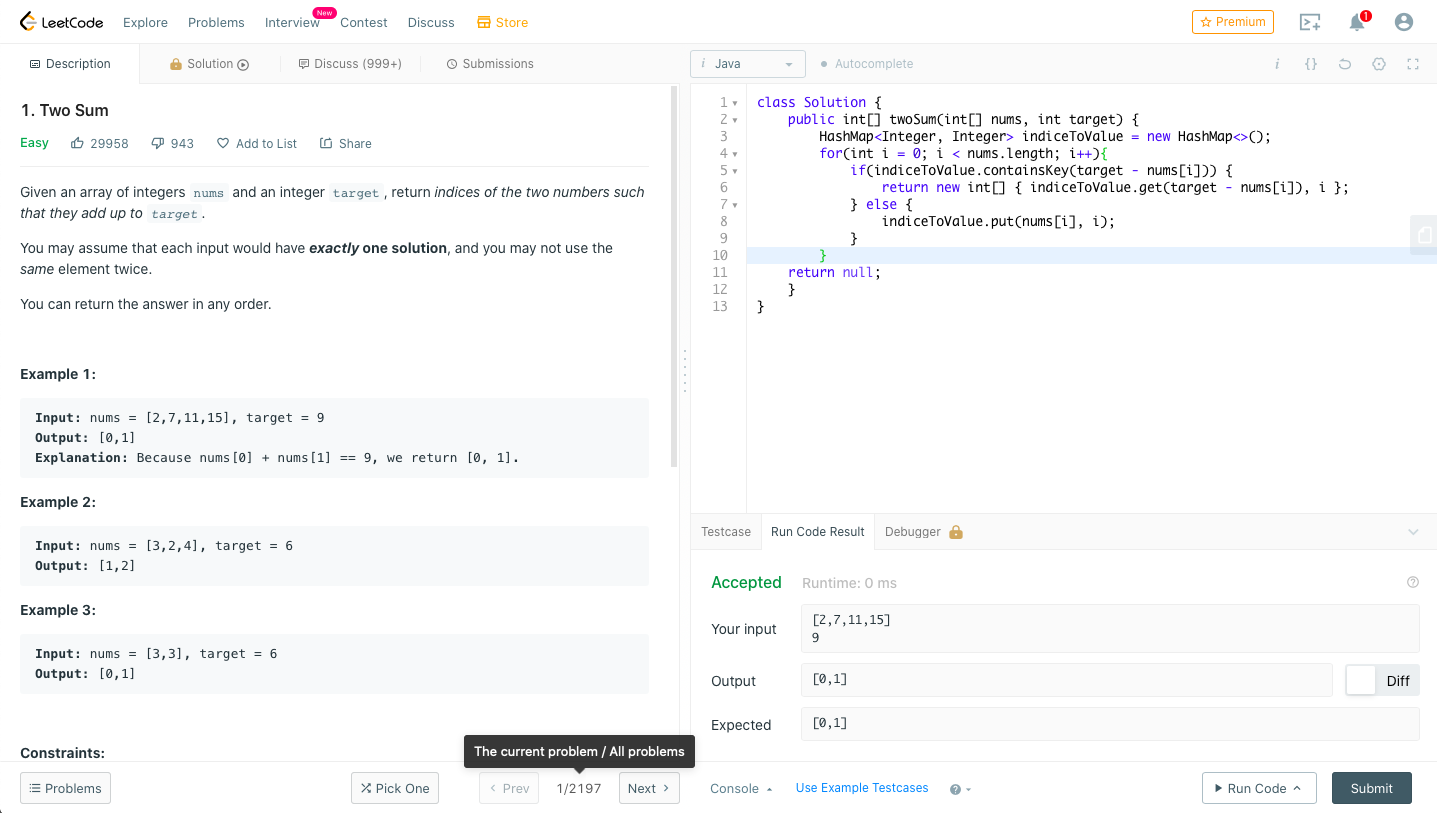 LeetCode Explore Problems Interview New Contest Discuss Store Premium 1
Description Solution Discuss (999+) Submissions
1. Two Sum
Easy 29958 943 Add to List Share
Given an array of integers nums and an integer target, return indices of the two numbers such
that they add up to target.
You may assume that each input would have exactly one solution, and you may not use the
same element twice.
You can return the answer in any order.
Example 1:
Input: nums = [2,7,11,15], target = 9
Output: [0,1]
Explanation: Because nums[0] + nums[1] == 9, we return [0, 1].
Example 2:
Input: nums = [3,2,4], target = 6
Output: [1,2]
Example 3:
Input: nums = [3,3], target = 6
Output: [0,1]
Constraints:
The current problem / All problems
Problems Pick One Prev 1/2197 Next
i Java Autocomplete i {}
1 class Solution {
2 public int[] twoSum(int[] nums, int target) {
3 HashMap<Integer, Integer> indiceToValue = new HashMap<>();
4 for(int i = 0; i < nums.length; i++){
5 if(indiceToValue.containsKey(target - nums[i])) {
6 return new int[] { indiceToValue.get(target - nums[i]), i };
7 } else {
8 indiceToValue.put(nums[i], i);
9 }
10 }
11 return null;
12 }
13 }
Testcase Run Code Result Debugger
Accepted Runtime: 0 ms ?
Your input
[2,7,11,15]
9
Output [0,1] Diff
Expected [0,1]
Console Use Example Testcases ? Run Code Submit